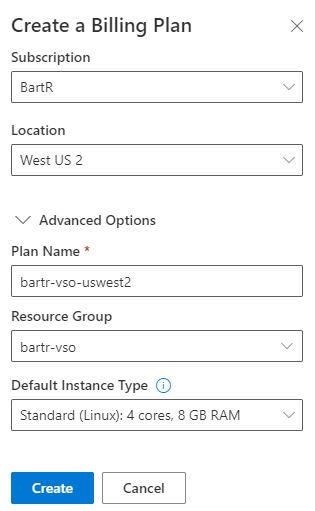 Create a Billing Plan
Subscription
BartR
Location
West US 2
Advanced Options
Plan Name *
bartr-vso-uswest2
Resource Group
bartr-vso
Default Instance Type
Standard (Linux): 4 cores, 8 GB RAM
Create Cancel